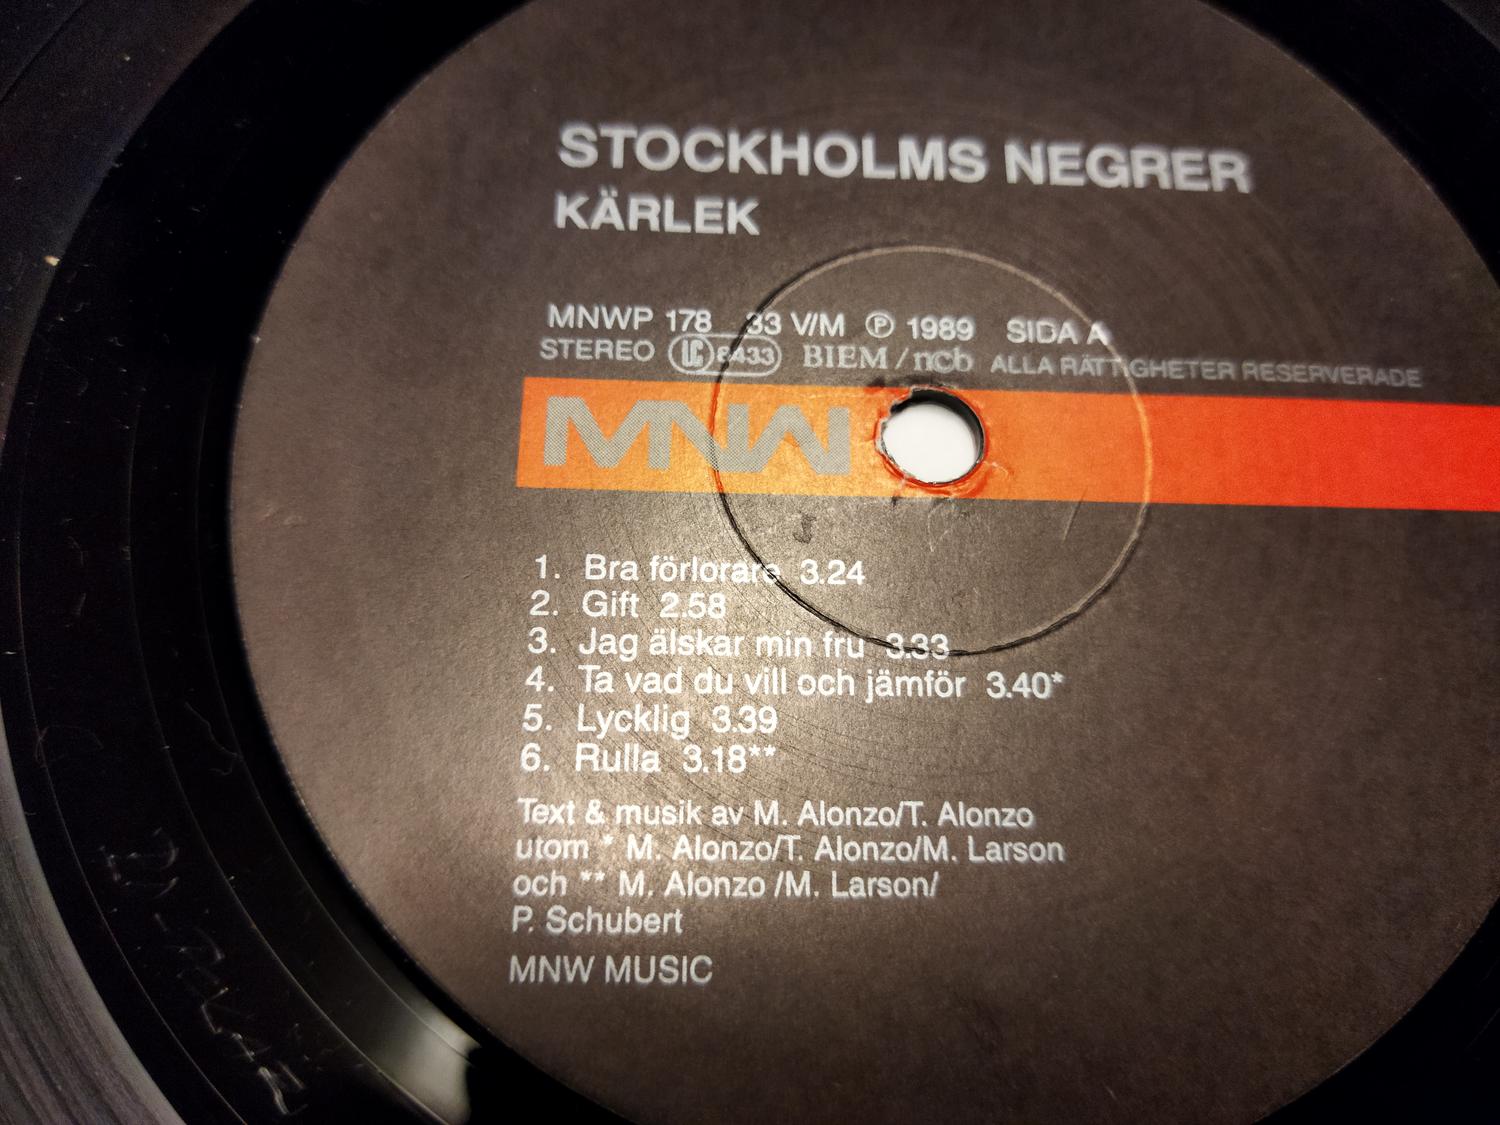 STOCKHOLMS NEGRER
KÄRLEK
MNWP 178 33 V/M Ⓟ 1989 SIDA A
STEREO LC 8433 BIEM / ncb ALLA RÄTTIGHETER RESERVERADE
MNW
1. Bra förlorare 3.24
2. Gift 2.58
3. Jag älskar min fru 3.33
4. Ta vad du vill och jämför 3.40*
5. Lycklig 3.39
6. Rulla 3.18**
Text & musik av M. Alonzo/T. Alonzo
utom * M. Alonzo/T. Alonzo/M. Larson
och ** M. Alonzo /M. Larson/
P. Schubert
MNW MUSIC